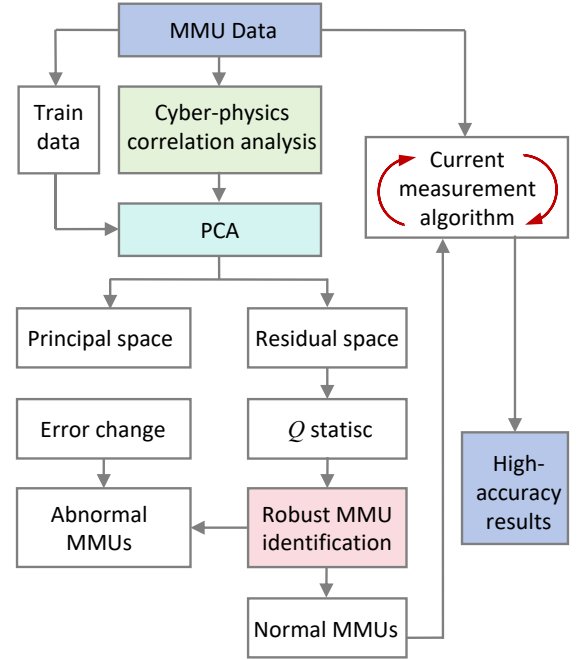 MMU Data
Train
data
Cyber-physics
correlation analysis
Current
measurement
algorithm
PCA
Principal space
Residual space
Error change
Q statisc
High-
accuracy
results
Abnormal
MMUs
Robust MMU
identification
Normal MMUs